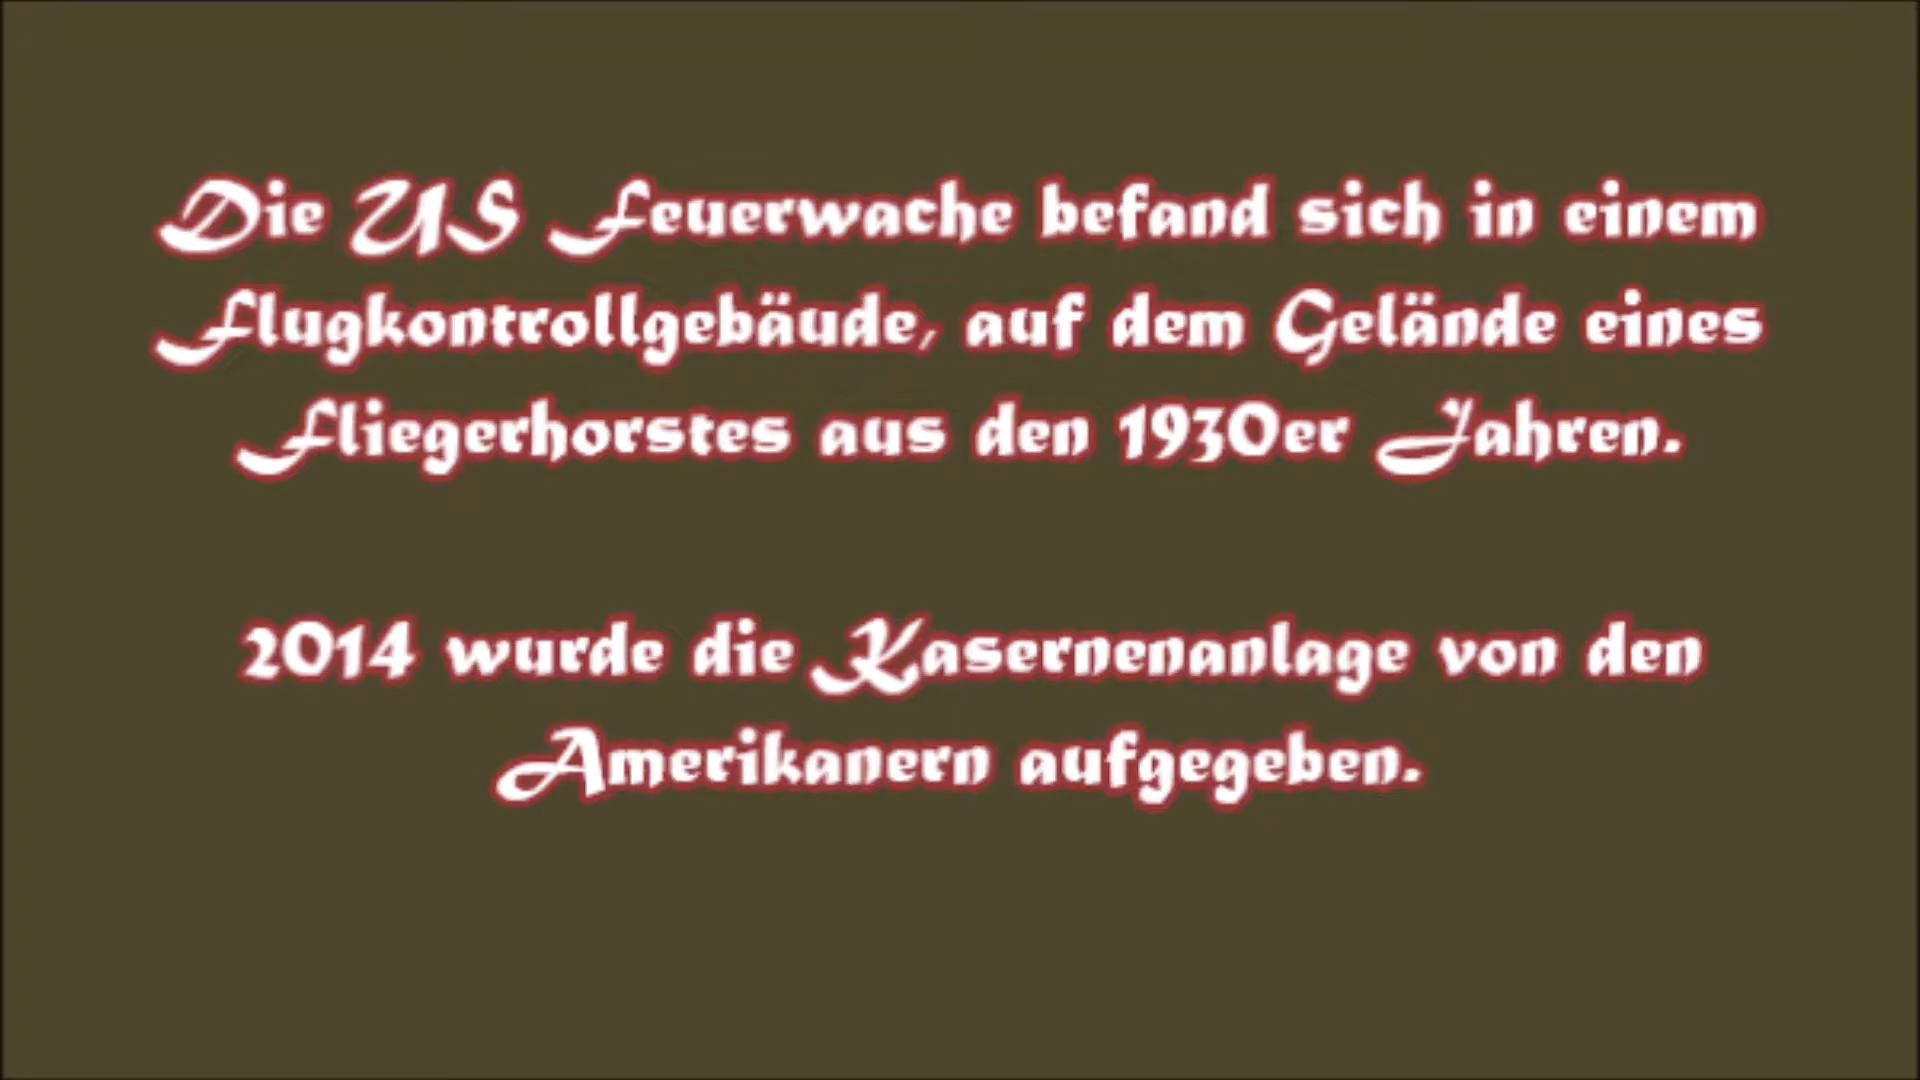 Die US Feuerwache befand sich in einem
Flugkontrollgebäude, auf dem Gelände eines
Fliegerhorstes aus den 1930er Jahren.
2014 wurde die Kasernenanlage von den
Amerikanern aufgegeben.